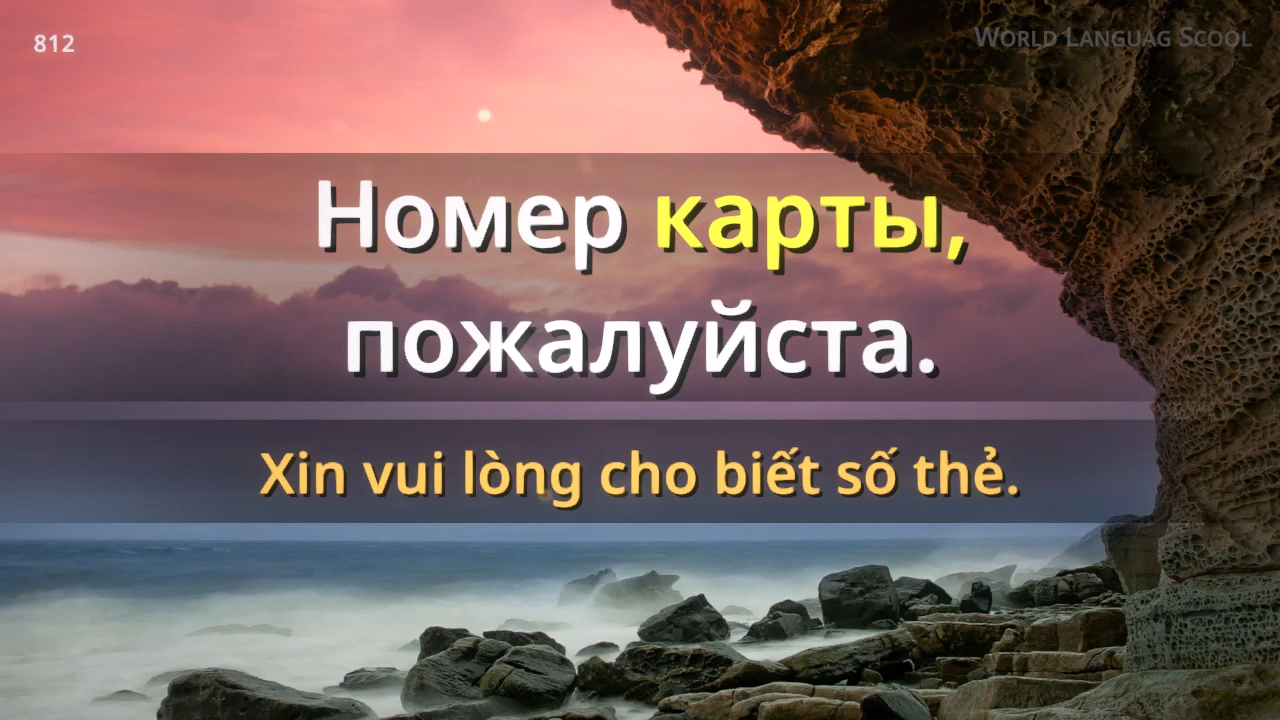 812
World Languag Scool
Номер карты,
пожалуйста.
Xin vui lòng cho biết số thẻ.